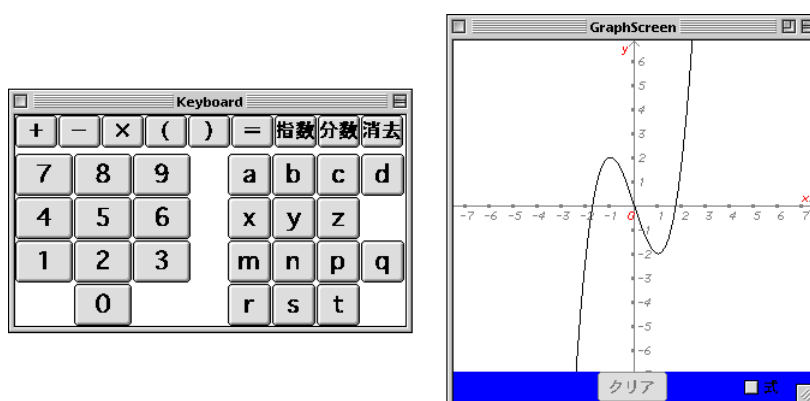 Keyboard
+ − × ( ) = 指数 分数 消去
7 8 9 a b c d
4 5 6 x y z
1 2 3 m n p q
0 r s t
GraphScreen
y
6
5
4
3
2
1
-7 -6 -5 -4 -3 -2 -1 0 1 2 3 4 5 6 7
x
-1
-2
-3
-4
-5
-6
クリア
式